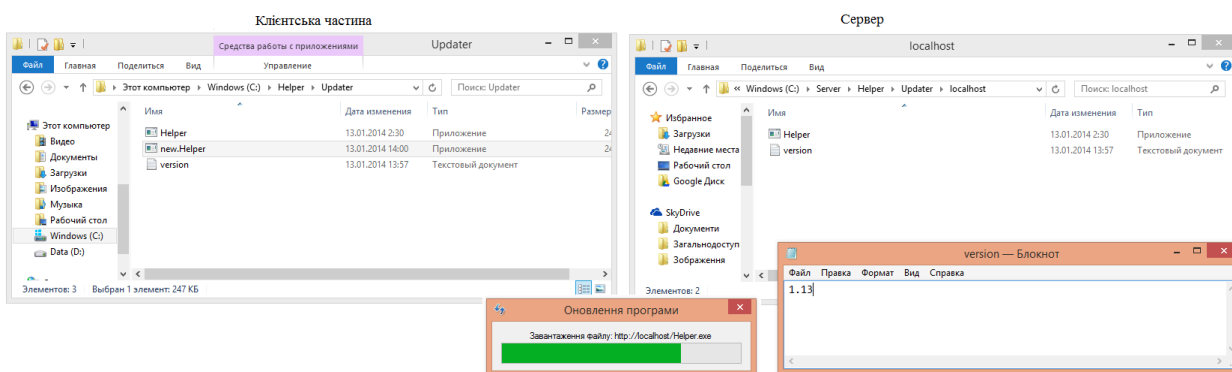 Клієнтська частина
Сервер
Средства работы с приложениями
Updater
Файл Главная Поделиться Вид Управление
Этот компьютер Windows (C:) Helper Updater
Поиск: Updater
Имя Дата изменения Тип Размер
Этот компьютер
Видео
Документы
Загрузки
Изображения
Музыка
Рабочий стол
Windows (C:)
Data (D:)
Helper 13.01.2014 2:30 Приложение 24
new.Helper 13.01.2014 14:00 Приложение 24
version 13.01.2014 13:57 Текстовый документ
Элементов: 3 Выбран 1 элемент: 247 КБ
localhost
Файл Главная Поделиться Вид
« Windows (C:) Server Helper Updater localhost
Поиск: local
Имя Дата изменения Тип
Избранное
Загрузки
Недавние места
Рабочий стол
Google Диск
SkyDrive
Документи
Загальнодоступ
Зображення
Helper 13.01.2014 2:30 Приложение
version 13.01.2014 13:57 Текстовый документ
Элементов: 2
Оновлення програми
Завантаження файлу: http://localhost/Helper.exe
version — Блокнот
Файл Правка Формат Вид Справка
1.13